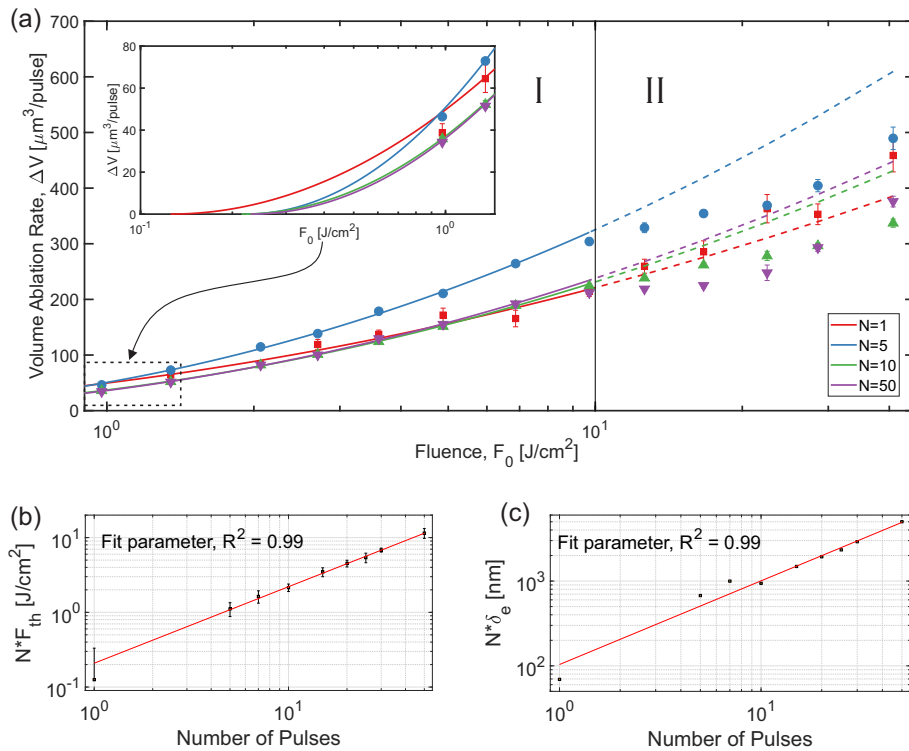 (a)
700
600
500
400
300
200
100
0
Volume Ablation Rate, ΔV [μm³/pulse]
80
60
40
20
0
ΔV [μm³/pulse]
10⁻¹
10⁰
F₀ [J/cm²]
I
II
N=1
N=5
N=10
N=50
10⁰
10¹
Fluence, F₀ [J/cm²]
(b)
Fit parameter, R² = 0.99
10¹
10⁰
10⁻¹
N*Fₜₕ [J/cm²]
10⁰
10¹
Number of Pulses
(c)
Fit parameter, R² = 0.99
10³
10²
N*δₑ [nm]
10⁰
10¹
Number of Pulses